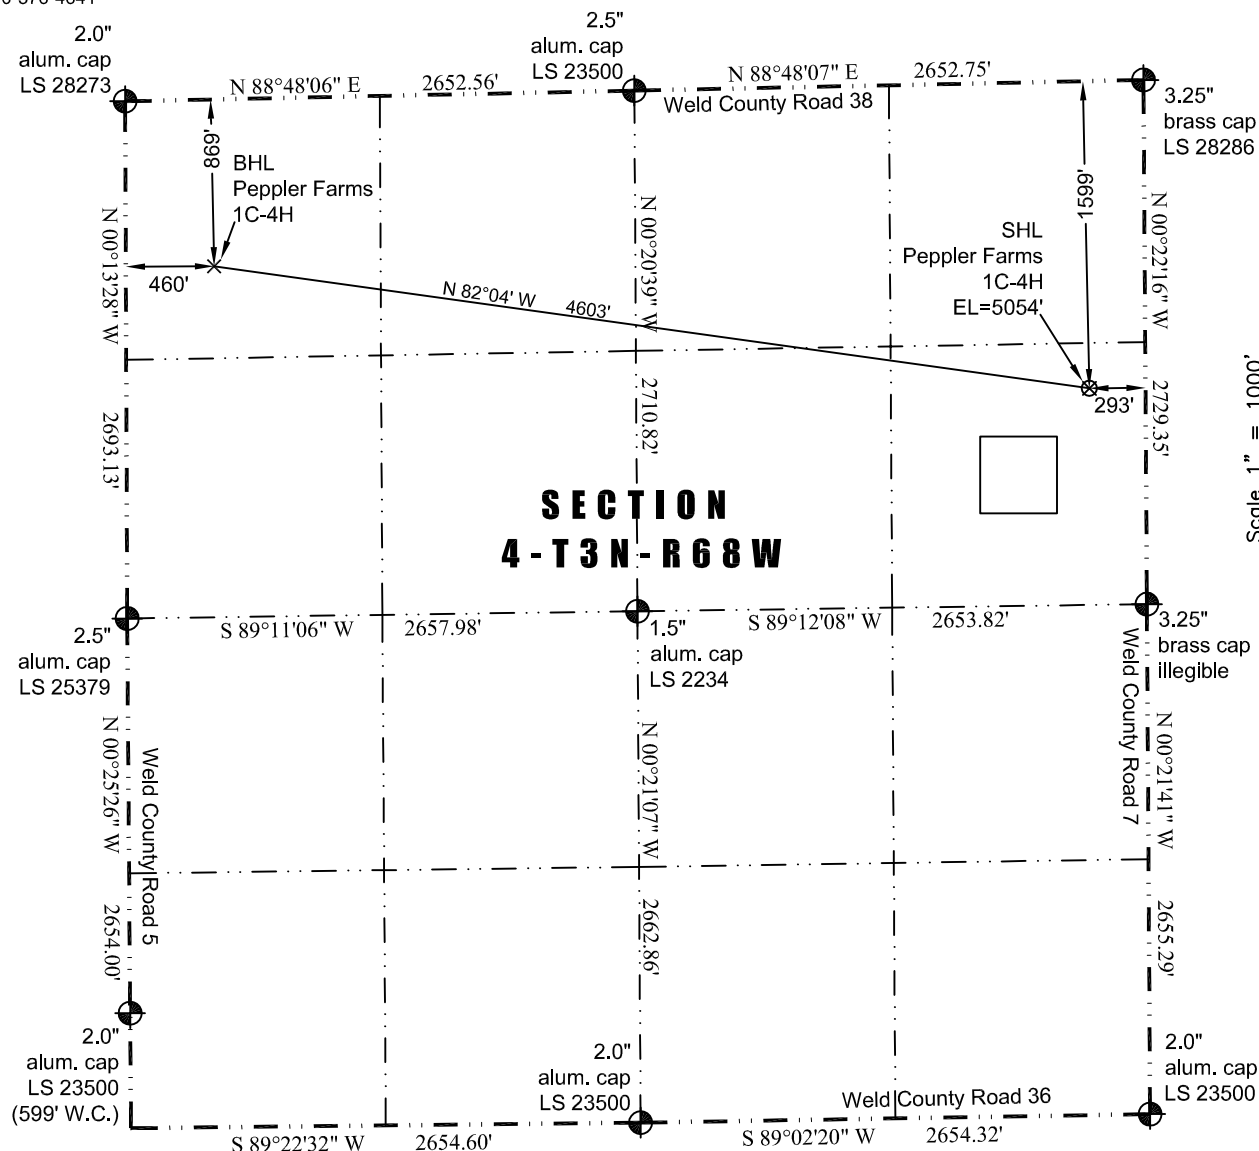 2.0"
alum. cap
LS 28273
2.5"
alum. cap
LS 23500
N 88°48'06" E 2652.56'
N 88°48'07" E 2652.75'
Weld County Road 38
3.25"
brass cap
LS 28286
869'
BHL
Peppler Farms
1C-4H
460'
N 82°04' W 4603'
1599'
SHL
Peppler Farms
1C-4H
EL=5054'
293'
N 00°13'28" W 2693.13'
N 00°20'39" W 2710.82'
N 00°22'16" W 2729.35'
Scale 1" = 1000'
SECTION
4-T3N-R68W
2.5"
alum. cap
LS 25379
S 89°11'06" W 2657.98'
1.5"
alum. cap
LS 2234
S 89°12'08" W 2653.82'
3.25"
brass cap
illegible
N 00°25'26" W 2654.00'
Weld County Road 5
N 00°21'07" W 2662.86'
Weld County Road 7
N 00°21'41" W 2655.29'
2.0"
alum. cap
LS 23500
(599' W.C.)
2.0"
alum. cap
LS 23500
Weld County Road 36
2.0"
alum. cap
LS 23500
S 89°22'32" W 2654.60'
S 89°02'20" W 2654.32'